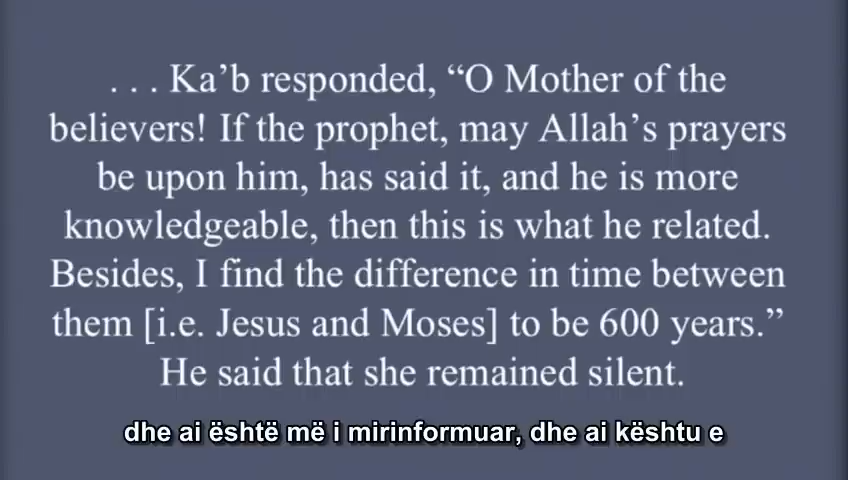 . . . Ka’b responded, “O Mother of the
believers! If the prophet, may Allah’s prayers
be upon him, has said it, and he is more
knowledgeable, then this is what he related.
Besides, I find the difference in time between
them [i.e. Jesus and Moses] to be 600 years.”
He said that she remained silent.
dhe ai është më i mirinformuar, dhe ai kështu e